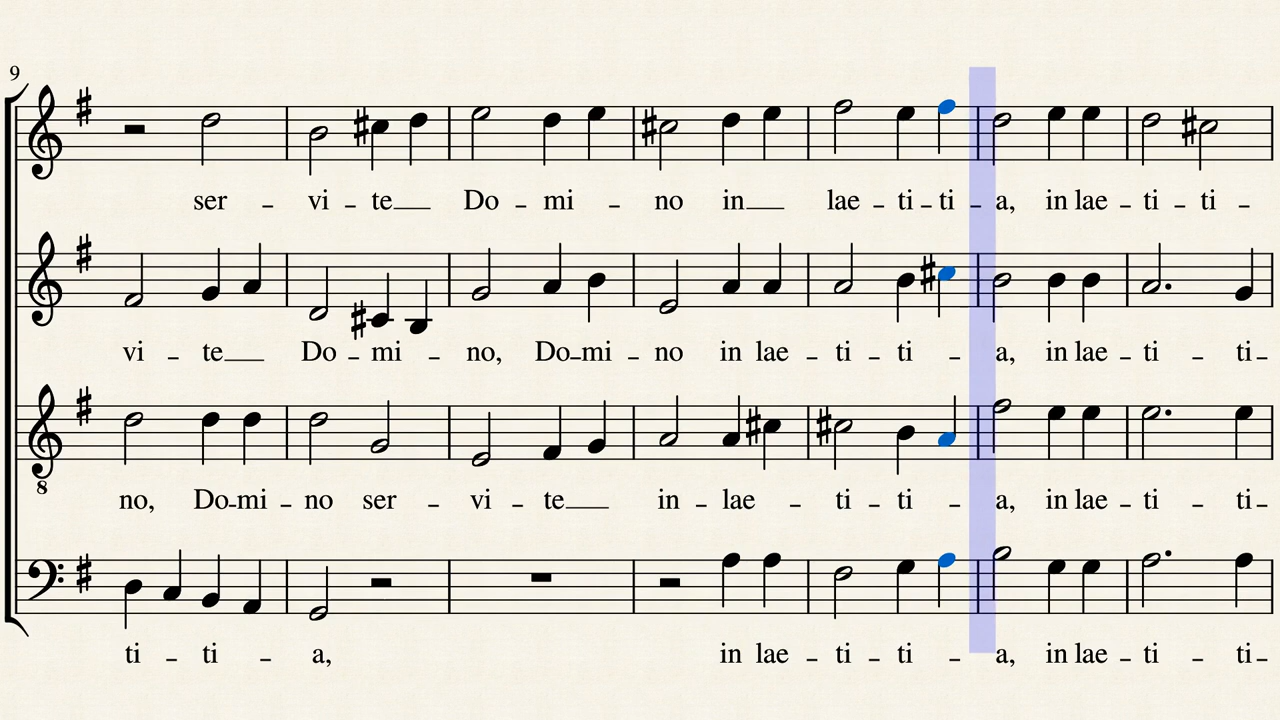 9
ser - vi - te Do - mi - no in lae - ti - ti - a, in lae - ti - ti -
vi - te Do - mi - no, Do - mi - no in lae - ti - ti - a, in lae - ti - ti -
8
no, Do - mi - no ser - vi - te in - lae - ti - ti - a, in lae - ti - ti -
ti - ti - a, in lae - ti - ti - a, in lae - ti - ti -